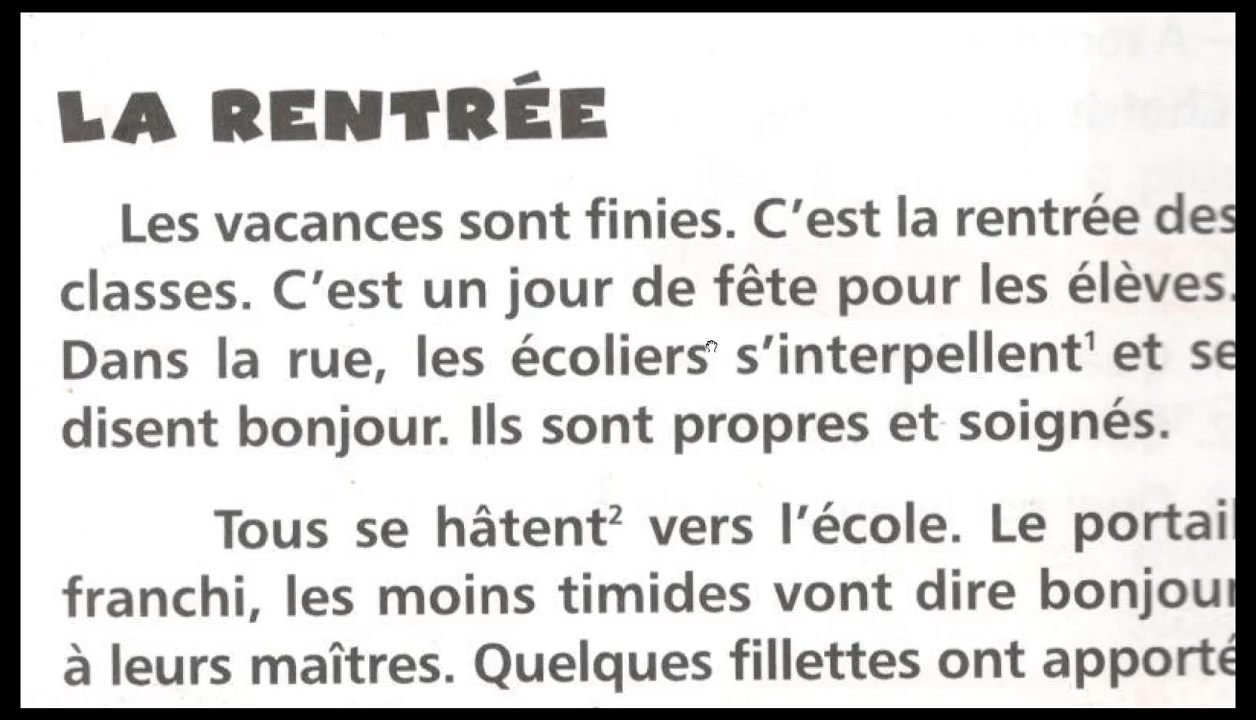 LA RENTRÉE
Les vacances sont finies. C'est la rentrée des
classes. C'est un jour de fête pour les élèves.
Dans la rue, les écoliers s'interpellent¹ et se
disent bonjour. Ils sont propres et soignés.
Tous se hâtent² vers l'école. Le portail
franchi, les moins timides vont dire bonjour
à leurs maîtres. Quelques fillettes ont apporté